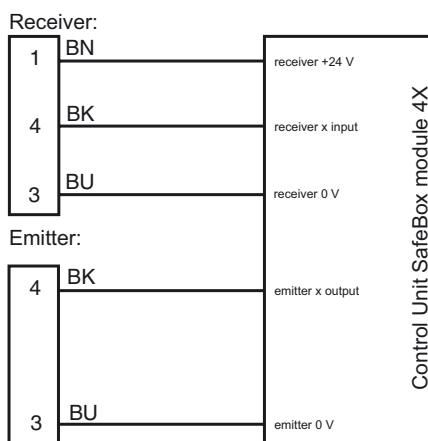 Receiver:
1 BN receiver +24 V
4 BK receiver x input
3 BU receiver 0 V
Emitter:
4 BK emitter x output
3 BU emitter 0 V
Control Unit SafeBox module 4X